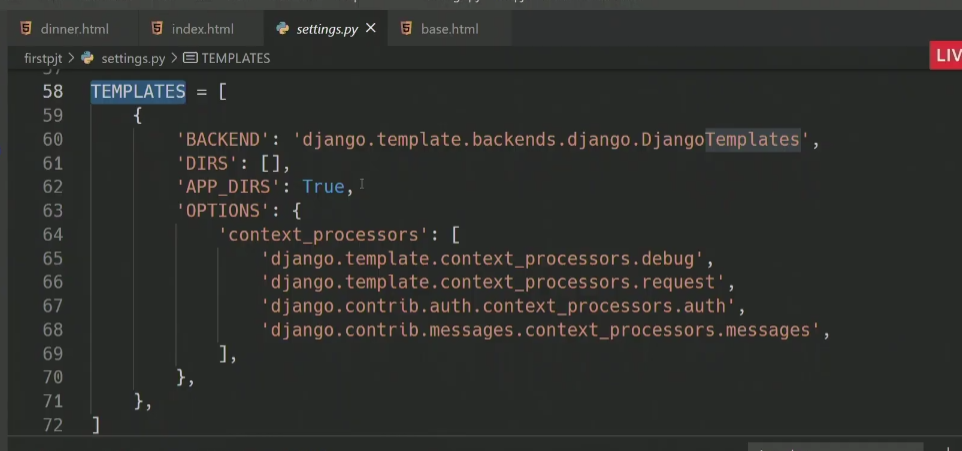 dinner.html index.html settings.py × base.html
firstpjt > settings.py > TEMPLATES
LIV
57
58 TEMPLATES = [
59 {
60 'BACKEND': 'django.template.backends.django.DjangoTemplates',
61 'DIRS': [],
62 'APP_DIRS': True,
63 'OPTIONS': {
64 'context_processors': [
65 'django.template.context_processors.debug',
66 'django.template.context_processors.request',
67 'django.contrib.auth.context_processors.auth',
68 'django.contrib.messages.context_processors.messages',
69 ],
70 },
71 },
72 ]